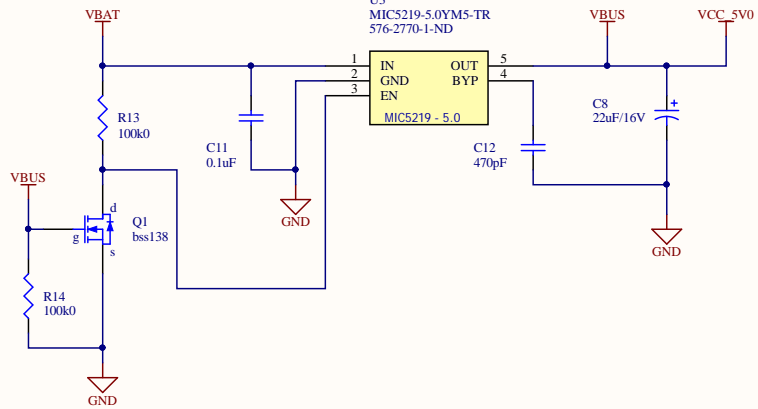 VBAT
MIC5219-5.0YM5-TR
576-2770-1-ND
VBUS
VCC_5V0
1
IN
OUT
5
2
GND
BYP
4
3
EN
MIC5219 - 5.0
R13
100k0
C11
0.1uF
C12
470pF
C8
22uF/16V
+
VBUS
GND
GND
d
g
s
Q1
bss138
R14
100k0
GND